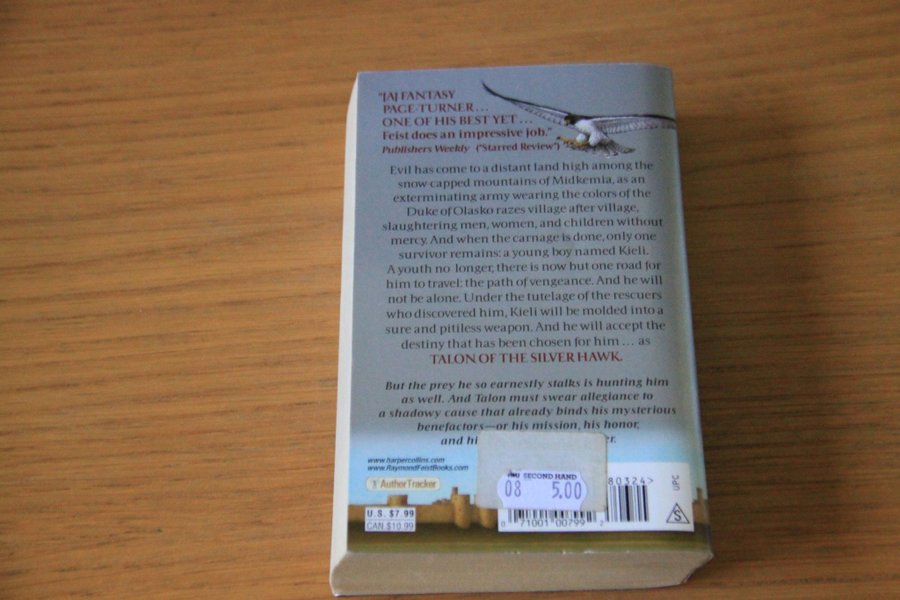 "[A] FANTASY
PAGE-TURNER...
ONE OF HIS BEST YET...
Feist does an impressive job."
Publishers Weekly ("Starred Review")
Evil has come to a distant land high among the
snow-capped mountains of Midkemia, as an
exterminating army wearing the colors of the
Duke of Olasko razes village after village,
slaughtering men, women, and children without
mercy. And when the carnage is done, only one
survivor remains: a young boy named Kieli.
A youth no longer, there is now but one road for
him to travel: the path of vengeance. And he will
not be alone. Under the tutelage of the rescuers
who discovered him, Kieli will be molded into a
sure and pitiless weapon. And he will accept the
destiny that has been chosen for him ... as
TALON OF THE SILVER HAWK.
But the prey he so earnestly stalks is hunting him
as well. And Talon must swear allegiance to
a shadowy cause that already binds his mysterious
benefactors—or his mission, his honor,
and hi
www.harpercollins.com
www.RaymondFeistBooks.com
AuthorTracker
U.S. $7.99
CAN $10.99
SECOND HAND
08 5.00
80324>
UPC
0 71001 00799 2
S